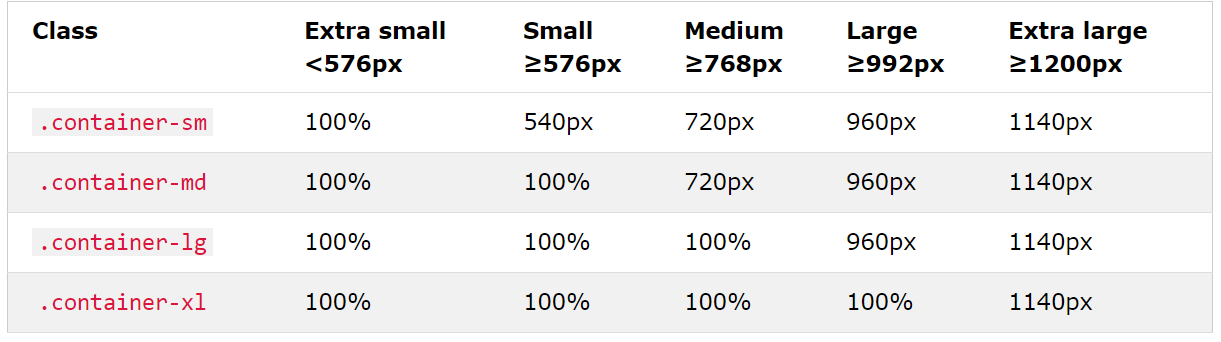 Class Extra small Small Medium Large Extra large
<576px ≥576px ≥768px ≥992px ≥1200px
.container-sm 100% 540px 720px 960px 1140px
.container-md 100% 100% 720px 960px 1140px
.container-lg 100% 100% 100% 960px 1140px
.container-xl 100% 100% 100% 100% 1140px